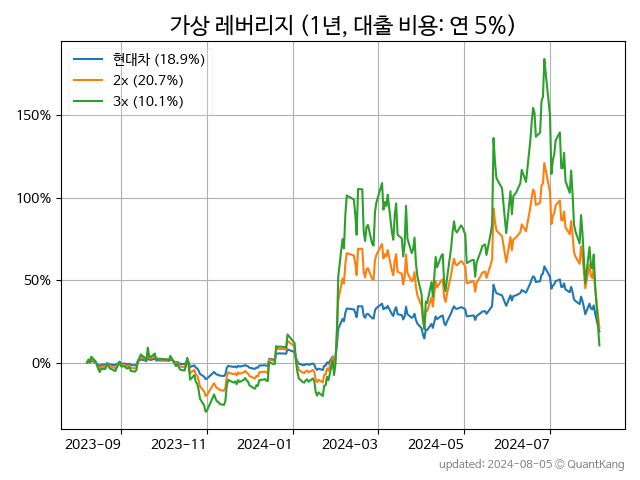 가상 레버리지 (1년, 대출 비용: 연 5%)
현대차 (18.9%)
2x (20.7%)
3x (10.1%)
150%
100%
50%
0%
2023-09 2023-11 2024-01 2024-03 2024-05 2024-07
updated: 2024-08-05 © QuantKang